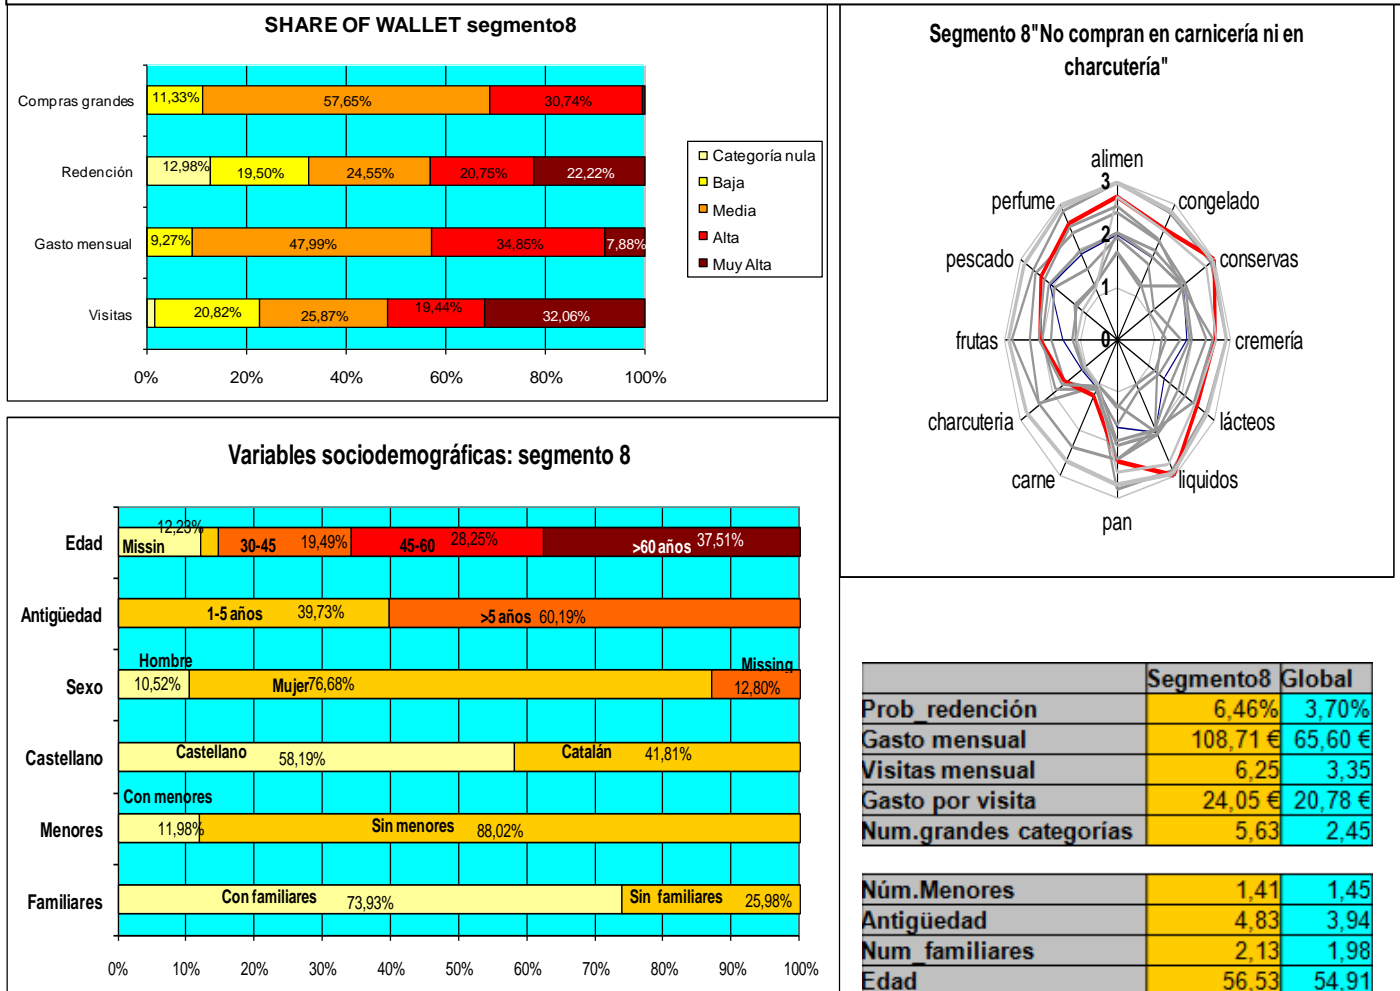 SHARE OF WALLET segmento8
Compras grandes
11,33%
57,65%
30,74%
Redención
12,98%
19,50%
24,55%
20,75%
22,22%
Gasto mensual
9,27%
47,99%
34,85%
7,88%
Visitas
20,82%
25,87%
19,44%
32,06%
0%
20%
40%
60%
80%
100%
Categoría nula
Baja
Media
Alta
Muy Alta
Segmento 8"No compran en carnicería ni en
charcutería"
alimen
congelado
conservas
cremería
lácteos
liquidos
pan
carne
charcuteria
frutas
pescado
perfume
3
2
1
0
Variables sociodemográficas: segmento 8
Edad
Missin
12,23%
30-45
19,49%
45-60
28,25%
>60 años
37,51%
Antigüedad
1-5 años
39,73%
>5 años
60,19%
Sexo
Hombre
10,52%
Mujer
76,68%
Missing
12,80%
Castellano
Castellano
58,19%
Catalán
41,81%
Menores
Con menores
11,98%
Sin menores
88,02%
Familiares
Con familiares
73,93%
Sin familiares
25,98%
0%
10%
20%
30%
40%
50%
60%
70%
80%
90%
100%
Segmento8 Global
Prob_redención 6,46% 3,70%
Gasto mensual 108,71 € 65,60 €
Visitas mensual 6,25 3,35
Gasto por visita 24,05 € 20,78 €
Num.grandes categorías 5,63 2,45
Núm.Menores 1,41 1,45
Antigüedad 4,83 3,94
Num_familiares 2,13 1,98
Edad 56,53 54,91